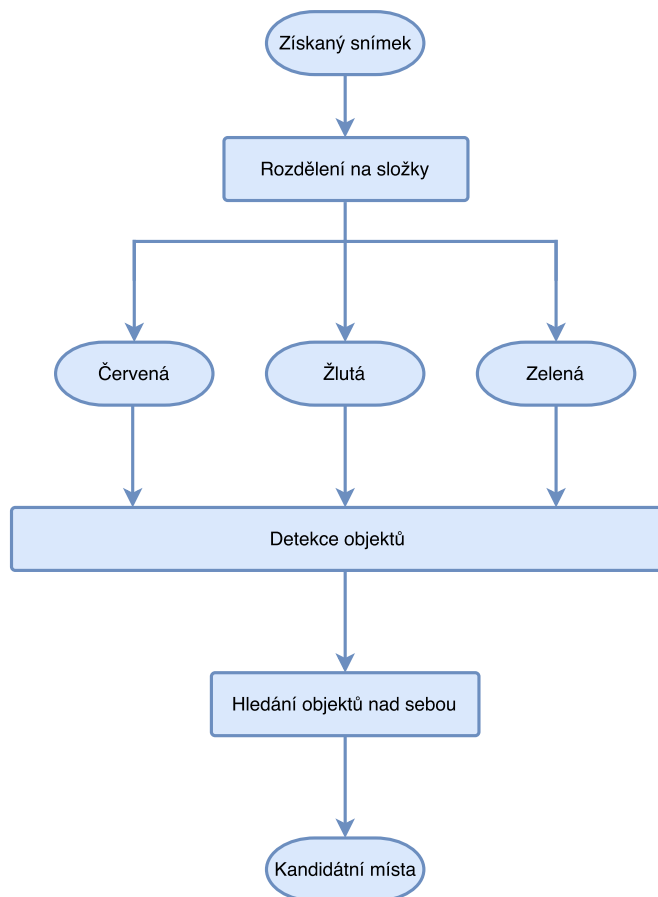 Získaný snímek
Rozdělení na složky
Červená
Žlutá
Zelená
Detekce objektů
Hledání objektů nad sebou
Kandidátní místa